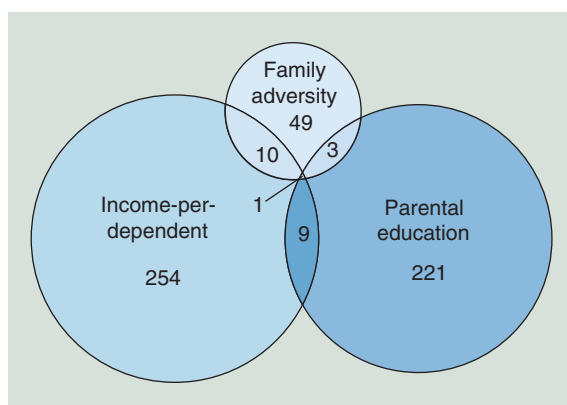 Family
adversity
49
10
3
1
Income-per-
dependent
254
9
Parental
education
221